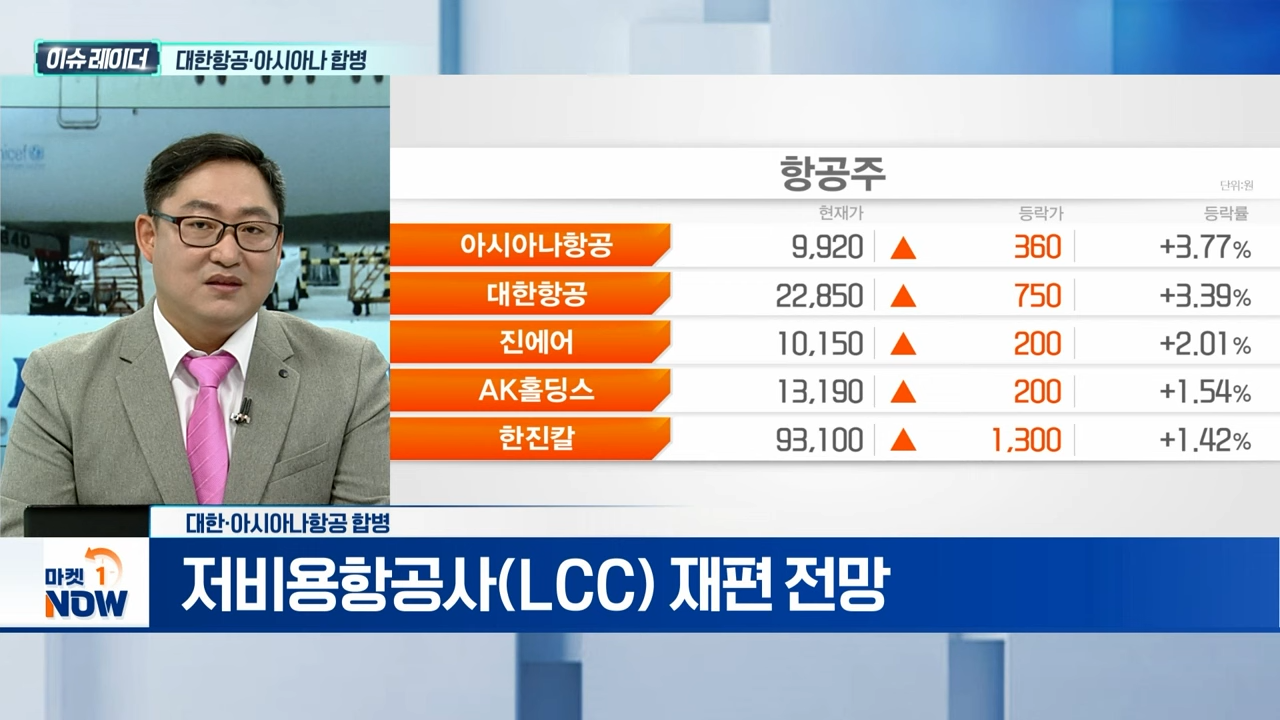 이슈 레이더 대한항공·아시아나 합병
항공주
단위:원
현재가 등락가 등락률
아시아나항공 9,920 ▲ 360 +3.77%
대한항공 22,850 ▲ 750 +3.39%
진에어 10,150 ▲ 200 +2.01%
AK홀딩스 13,190 ▲ 200 +1.54%
한진칼 93,100 ▲ 1,300 +1.42%
대한·아시아나항공 합병
저비용항공사(LCC) 재편 전망
마켓 1
NOW